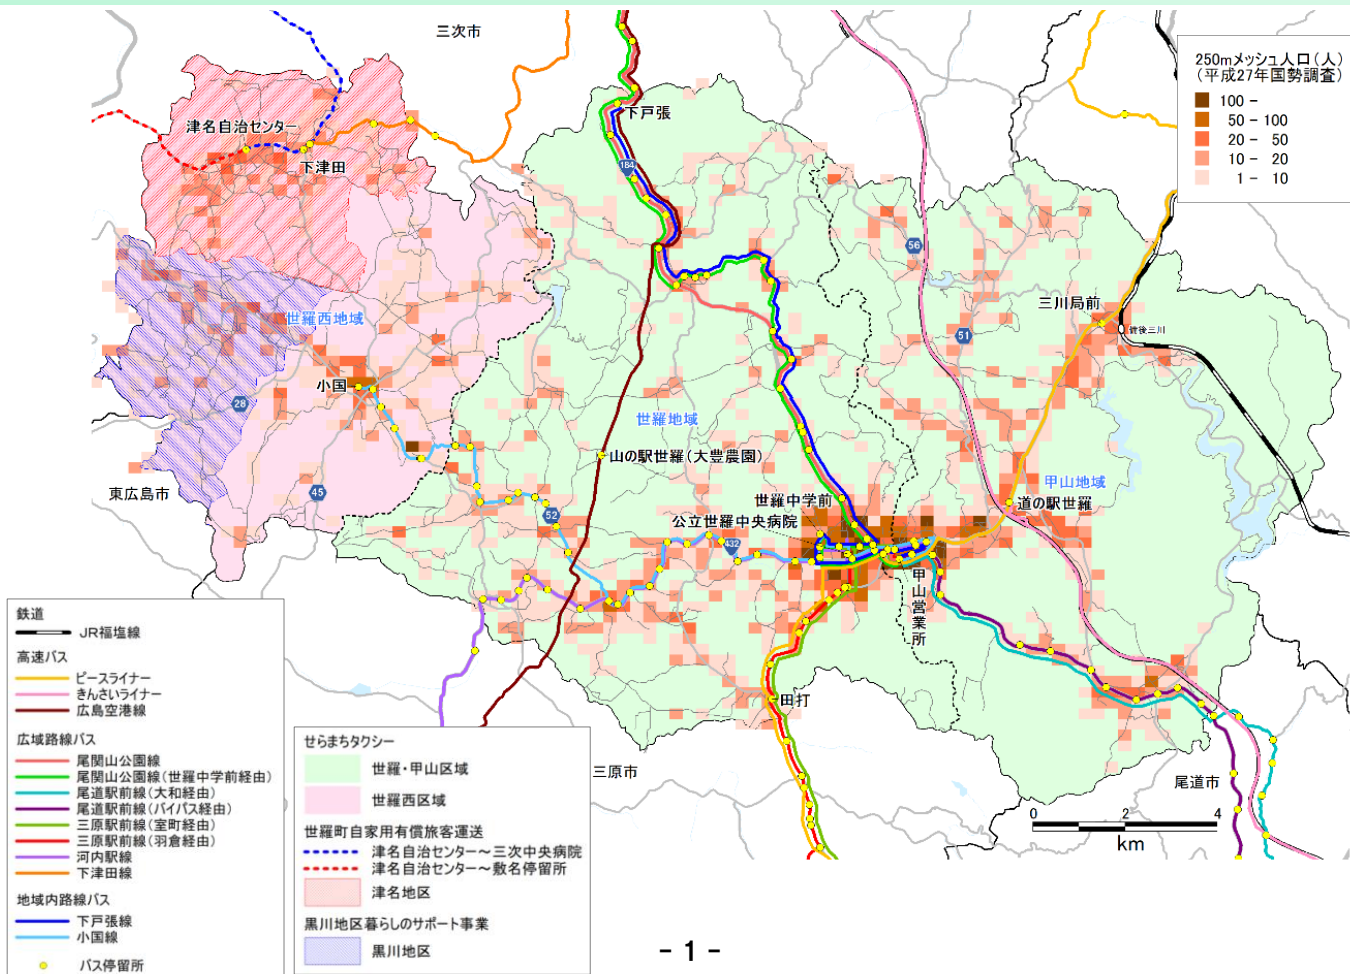 三次市
250mメッシュ人口(人)
(平成27年国勢調査)
100 -
50 - 100
20 - 50
10 - 20
1 - 10
下戸張
津名自治センター
下津田
184
56
三川局前
備後三川
51
世羅西地域
小国
28
世羅地域
山の駅世羅(大豊農園)
甲山地域
道の駅世羅
東広島市
45
52
世羅中学前
公立世羅中央病院
432
甲山営業所
田打
三原市
尾道市
0 2 4
km
鉄道
JR福塩線
高速バス
ピースライナー
きんさいライナー
広島空港線
広域路線バス
尾関山公園線
尾関山公園線(世羅中学前経由)
尾道駅前線(大和経由)
尾道駅前線(バイパス経由)
三原駅前線(室町経由)
三原駅前線(羽倉経由)
河内駅線
下津田線
地域内路線バス
下戸張線
小国線
バス停留所
せらまちタクシー
世羅・甲山区域
世羅西区域
世羅町自家用有償旅客運送
津名自治センター～三次中央病院
津名自治センター～敷名停留所
津名地区
黒川地区暮らしのサポート事業
黒川地区
- 1 -